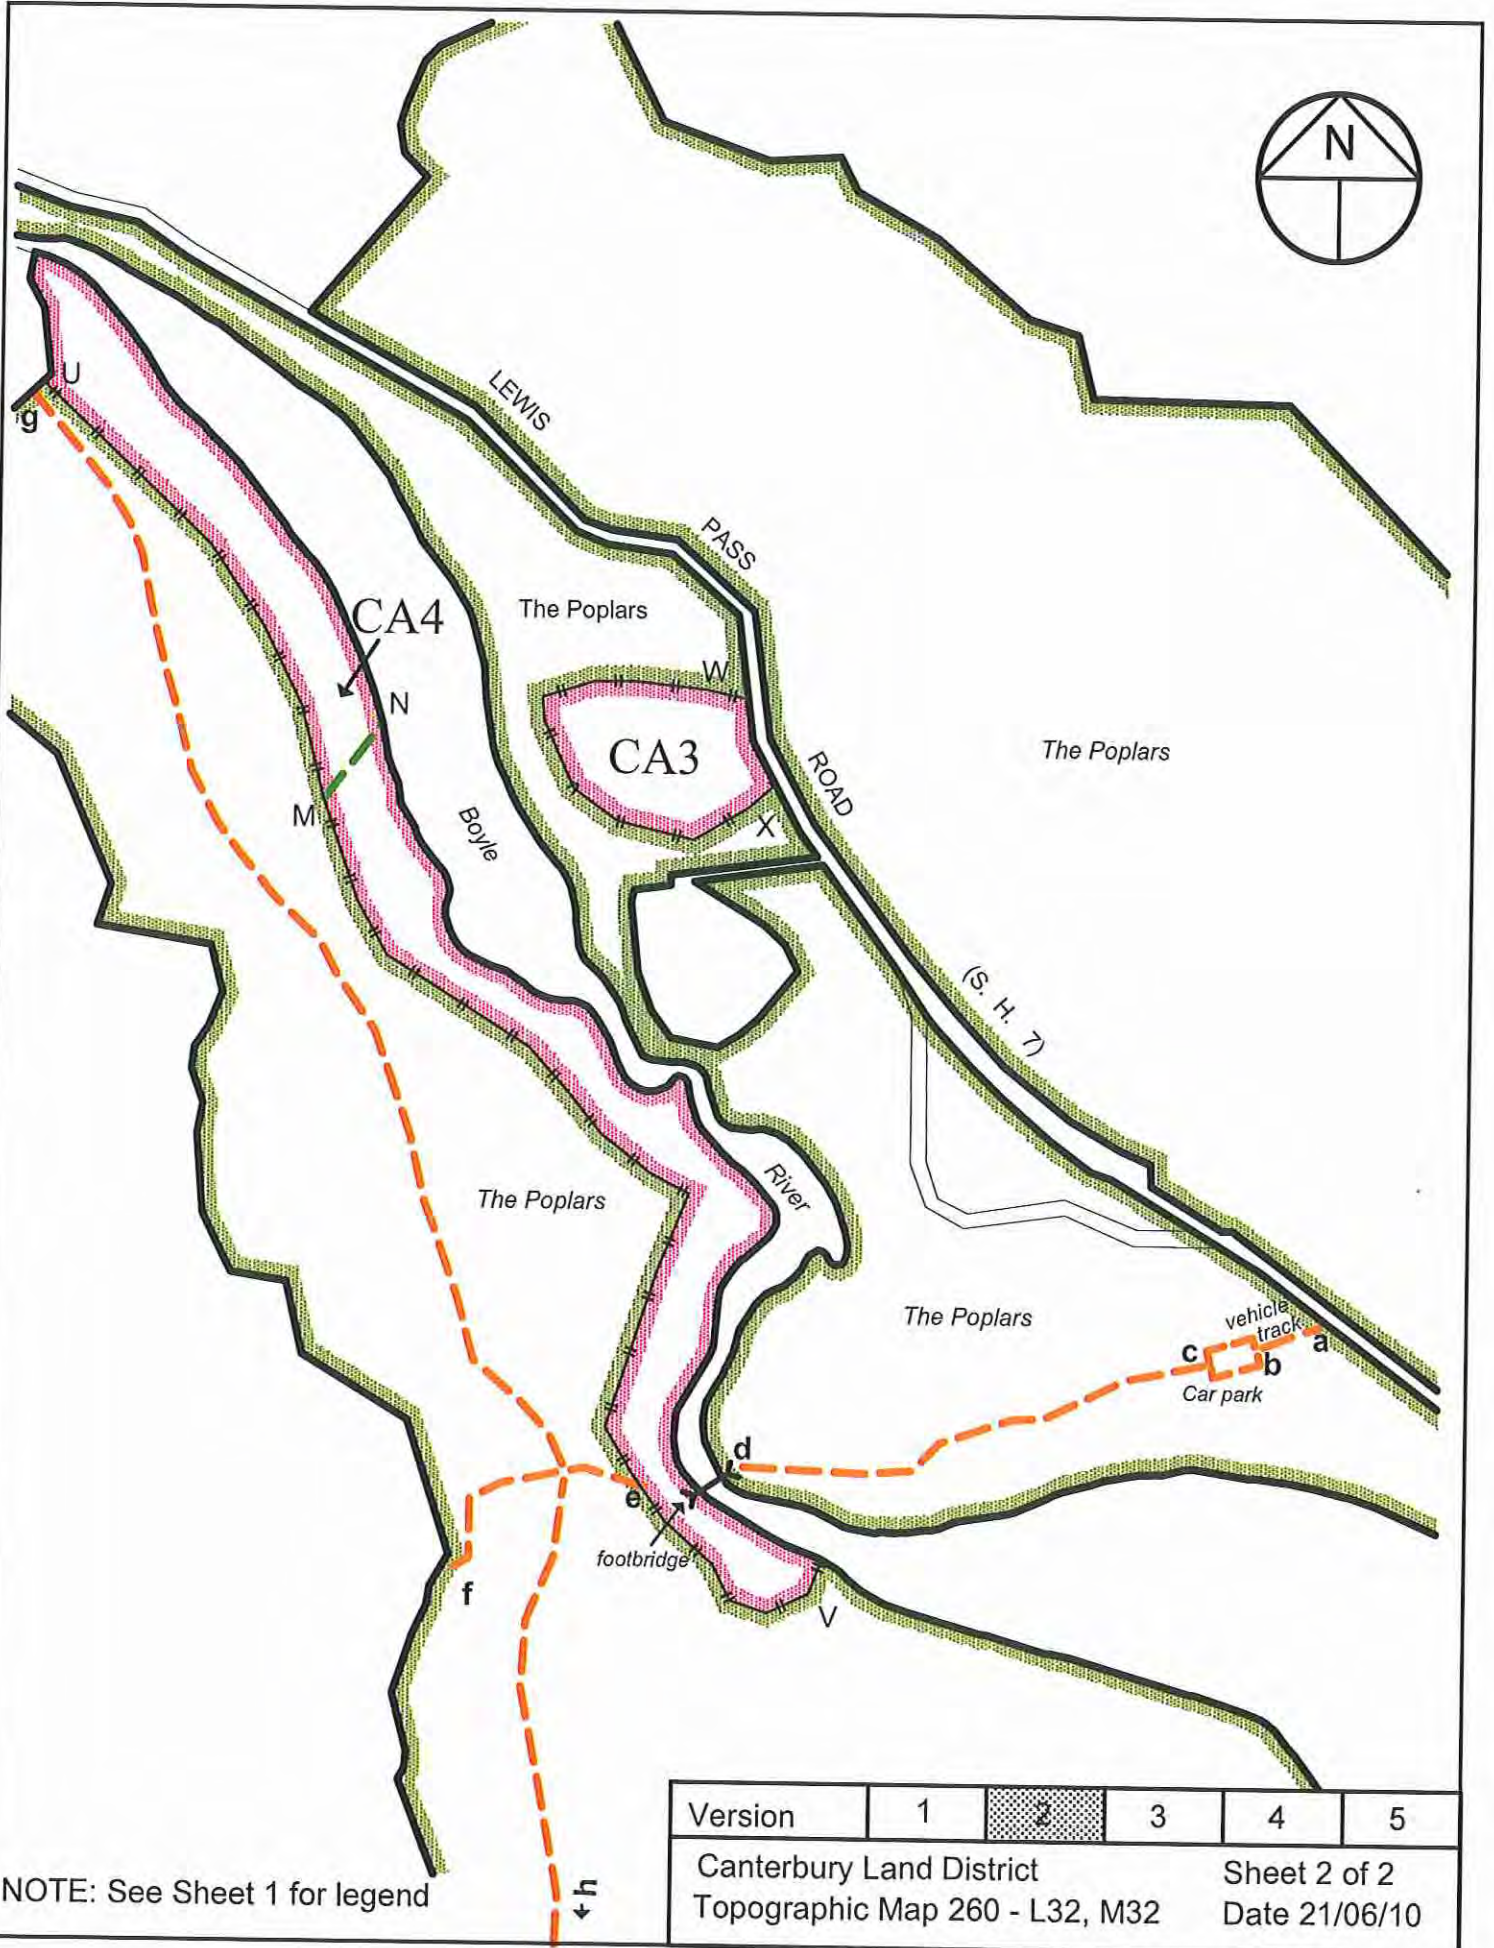 N
U
g
LEWIS
PASS
CA4
The Poplars
W
N
CA3
The Poplars
ROAD
M
Boyle
X
(S. H. 7)
River
The Poplars
The Poplars
vehicle
track
a
c
b
Car park
d
e
footbridge
f
V
h
Version 1 2 3 4 5
Canterbury Land District Sheet 2 of 2
Topographic Map 260 - L32, M32 Date 21/06/10
NOTE: See Sheet 1 for legend